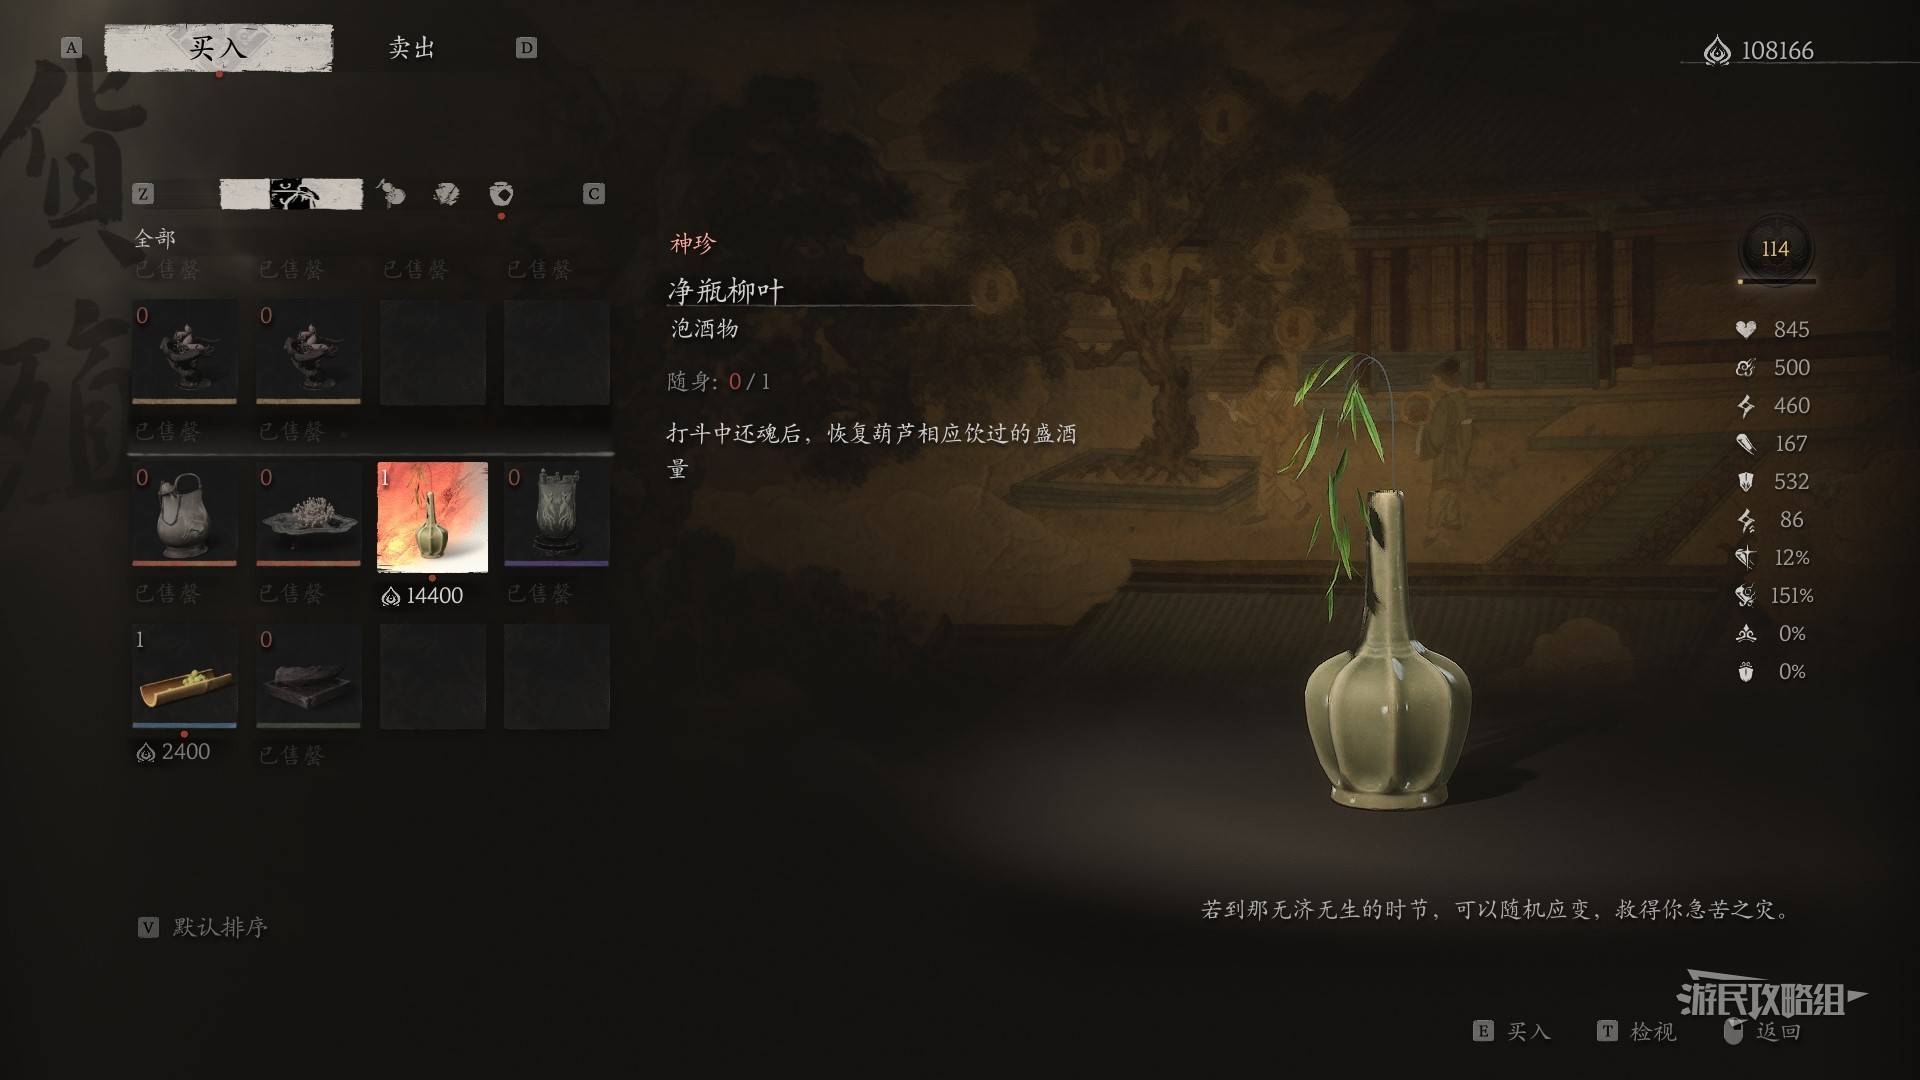 A 买入 卖出 D
108166
货殖
Z C
全部
已售罄 已售罄 已售罄 已售罄
0 0
已售罄 已售罄
0 0 1 0
已售罄 已售罄 14400 已售罄
1 0
2400 已售罄
V 默认排序
神珍
净瓶柳叶
泡酒物
随身: 0/1
打斗中还魂后，恢复葫芦相应饮过的盛酒
量
114
845
500
460
167
532
86
12%
151%
0%
0%
若到那无济无生的时节，可以随机应变，救得你急苦之灾。
游民攻略组
E 买入 T 检视 返回